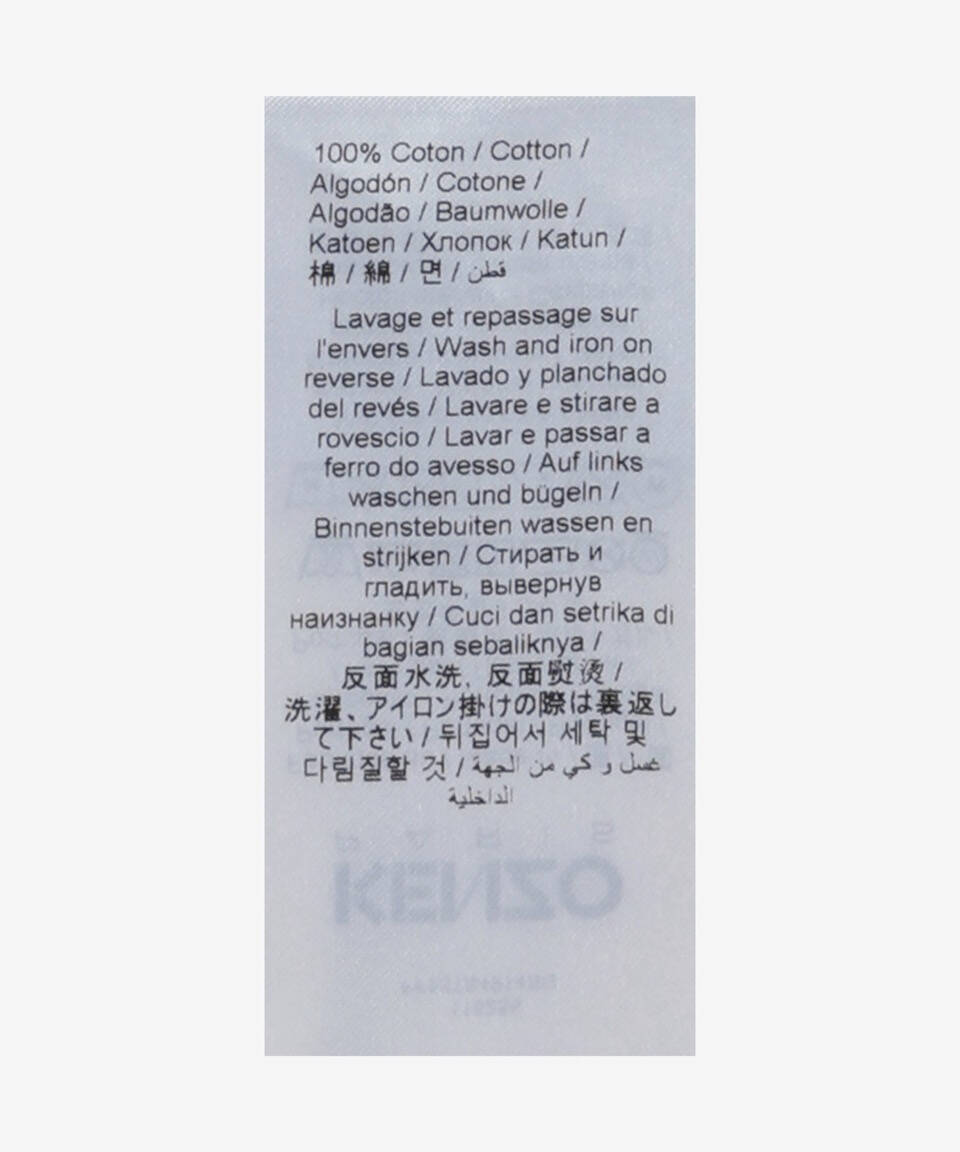 100% Coton / Cotton /
Algodón / Cotone /
Algodão / Baumwolle /
Katoen / Хлопок / Katun /
棉 / 綿 / 면 / قطن
Lavage et repassage sur
l'envers / Wash and iron on
reverse / Lavado y planchado
del revés / Lavare e stirare a
rovescio / Lavar e passar a
ferro do avesso / Auf links
waschen und bügeln /
Binnenstebuiten wassen en
strijken / Стирать и
гладить, вывернув
наизнанку / Cuci dan setrika di
bagian sebaliknya /
反面水洗, 反面熨烫 /
洗濯、アイロン掛けの際は裏返し
て下さい / 뒤집어서 세탁 및
다림질할 것 / غسل و كي من الجهة
الداخلية
PARIS
KENZO